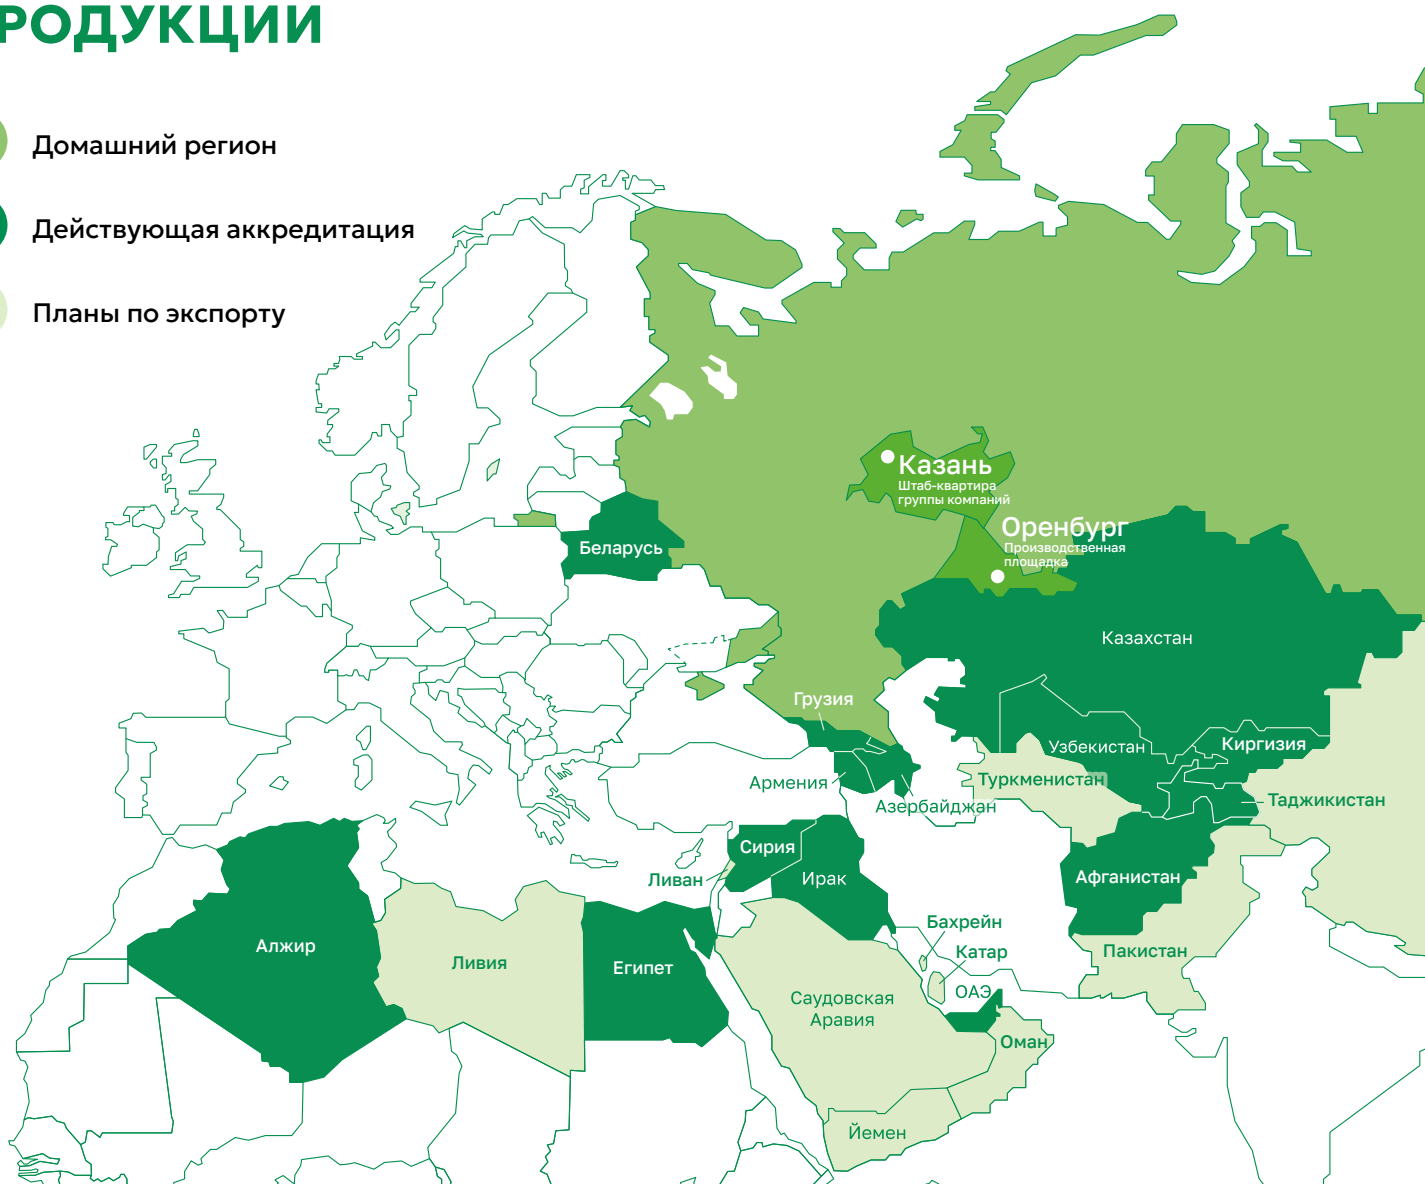 РОДУКЦИИ
Домашний регион
Действующая аккредитация
Планы по экспорту
Казань
Штаб-квартира
группы компаний
Оренбург
Производственная
площадка
Беларусь
Казахстан
Грузия
Узбекистан
Киргизия
Армения
Туркменистан
Азербайджан
Таджикистан
Сирия
Ливан
Ирак
Афганистан
Бахрейн
Алжир
Ливия
Египет
Катар
Пакистан
ОАЭ
Саудовская
Аравия
Оман
Йемен